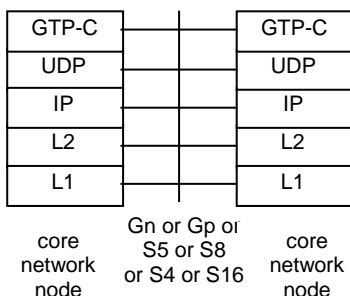 GTP-C
UDP
IP
L2
L1
GTP-C
UDP
IP
L2
L1
core
network
node
Gn or Gp or
S5 or S8
or S4 or S16
core
network
node